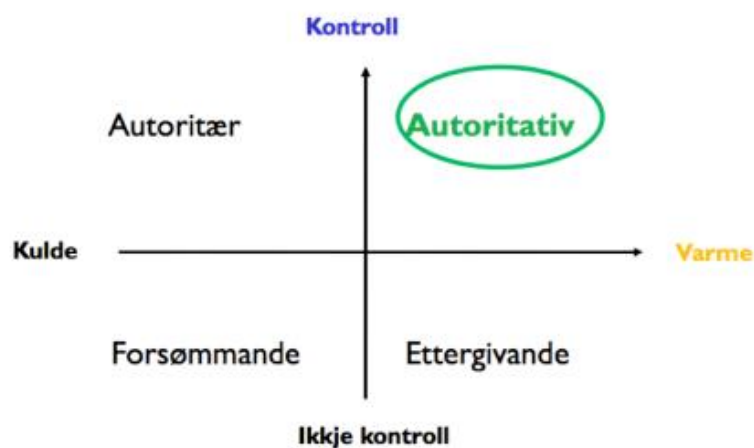 Kontroll
Autoritær
Autoritativ
Kulde
Varme
Forsømmande
Ettergivande
Ikkje kontroll